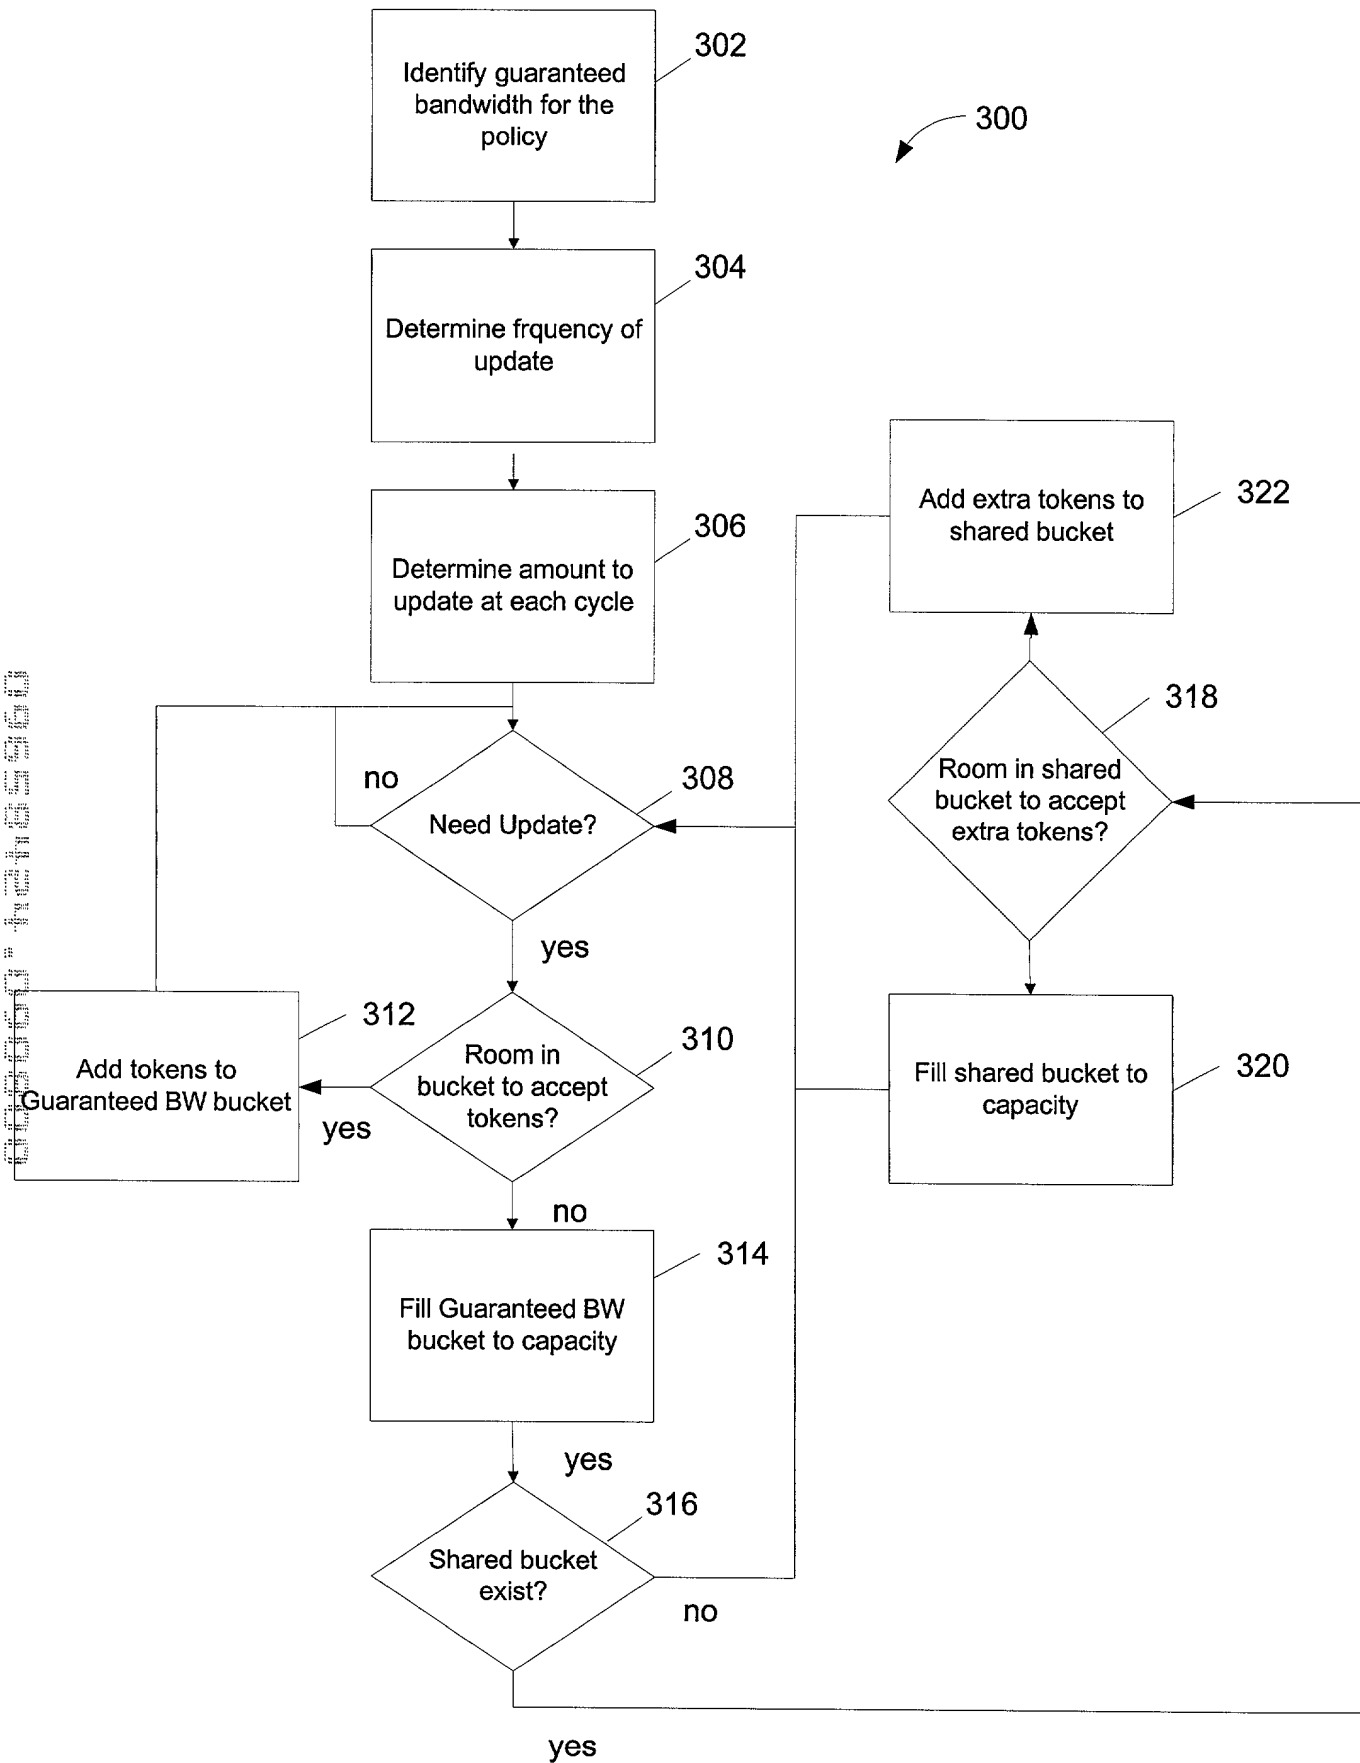 302
Identify guaranteed
bandwidth for the
policy
300
304
Determine frquency of
update
306
Determine amount to
update at each cycle
322
Add extra tokens to
shared bucket
318
Room in shared
bucket to accept
extra tokens?
no
308
Need Update?
yes
312
Add tokens to
Guaranteed BW bucket
310
Room in
bucket to accept
tokens?
yes
no
320
Fill shared bucket to
capacity
314
Fill Guaranteed BW
bucket to capacity
yes
316
Shared bucket
exist?
no
yes